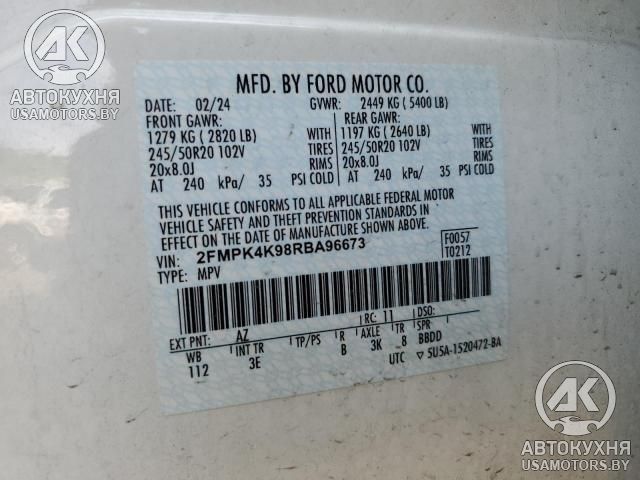 AK
АВТОКУХНЯ
USAMOTORS.BY
MFD. BY FORD MOTOR CO.
DATE: 02/24 GVWR: 2449 KG ( 5400 LB)
FRONT GAWR: REAR GAWR:
1279 KG ( 2820 LB) WITH 1197 KG ( 2640 LB) WITH
245/50R20 102V TIRES 245/50R20 102V TIRES
20x8.0J RIMS 20x8.0J RIMS
AT 240 kPa/ 35 PSI COLD AT 240 kPa/ 35 PSI COLD
THIS VEHICLE CONFORMS TO ALL APPLICABLE FEDERAL MOTOR
VEHICLE SAFETY AND THEFT PREVENTION STANDARDS IN
EFFECT ON THE DATE OF MANUFACTURE SHOWN ABOVE.
VIN: 2FMPK4K98RBA96673 F0057
TYPE: MPV T0212
EXT PNT: AZ RC: 11 DSO:
WB INT TR TP/PS R AXLE TR SPR
112 3E B 3K 8 BBDD
UTC 5U5A-1520472-BA
AK
АВТОКУХНЯ
USAMOTORS.BY